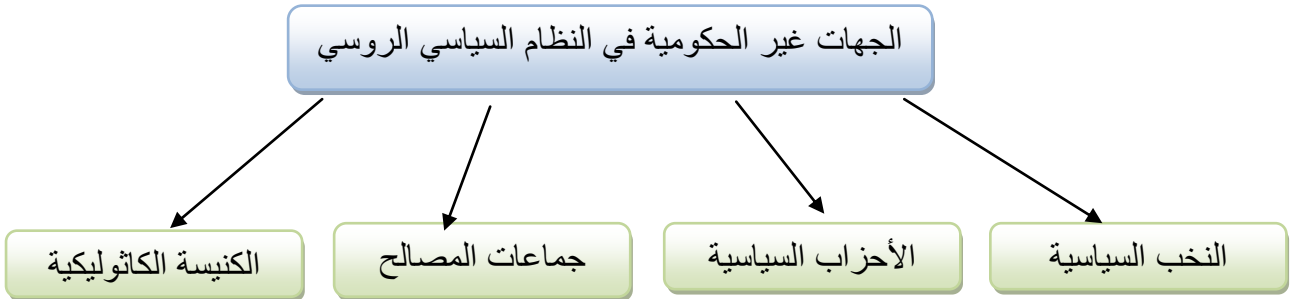 الجهات غير الحكومية في النظام السياسي الروسي
النخب السياسية
الأحزاب السياسية
جماعات المصالح
الكنيسة الكاثوليكية